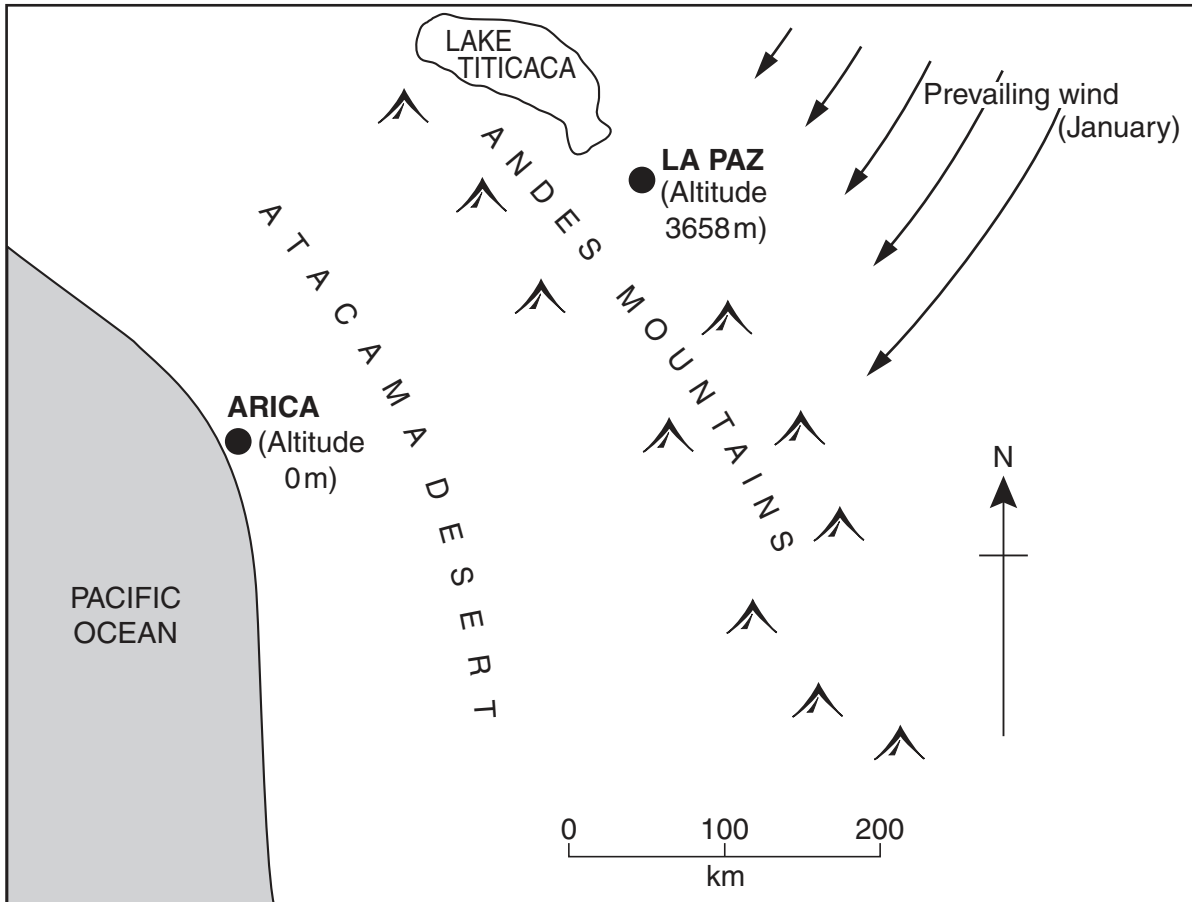 LAKE
TITICACA
Prevailing wind
(January)
LA PAZ
(Altitude
3658 m)
ANDES MOUNTAINS
ATACAMA DESERT
ARICA
(Altitude
0 m)
N
PACIFIC
OCEAN
0 100 200
km